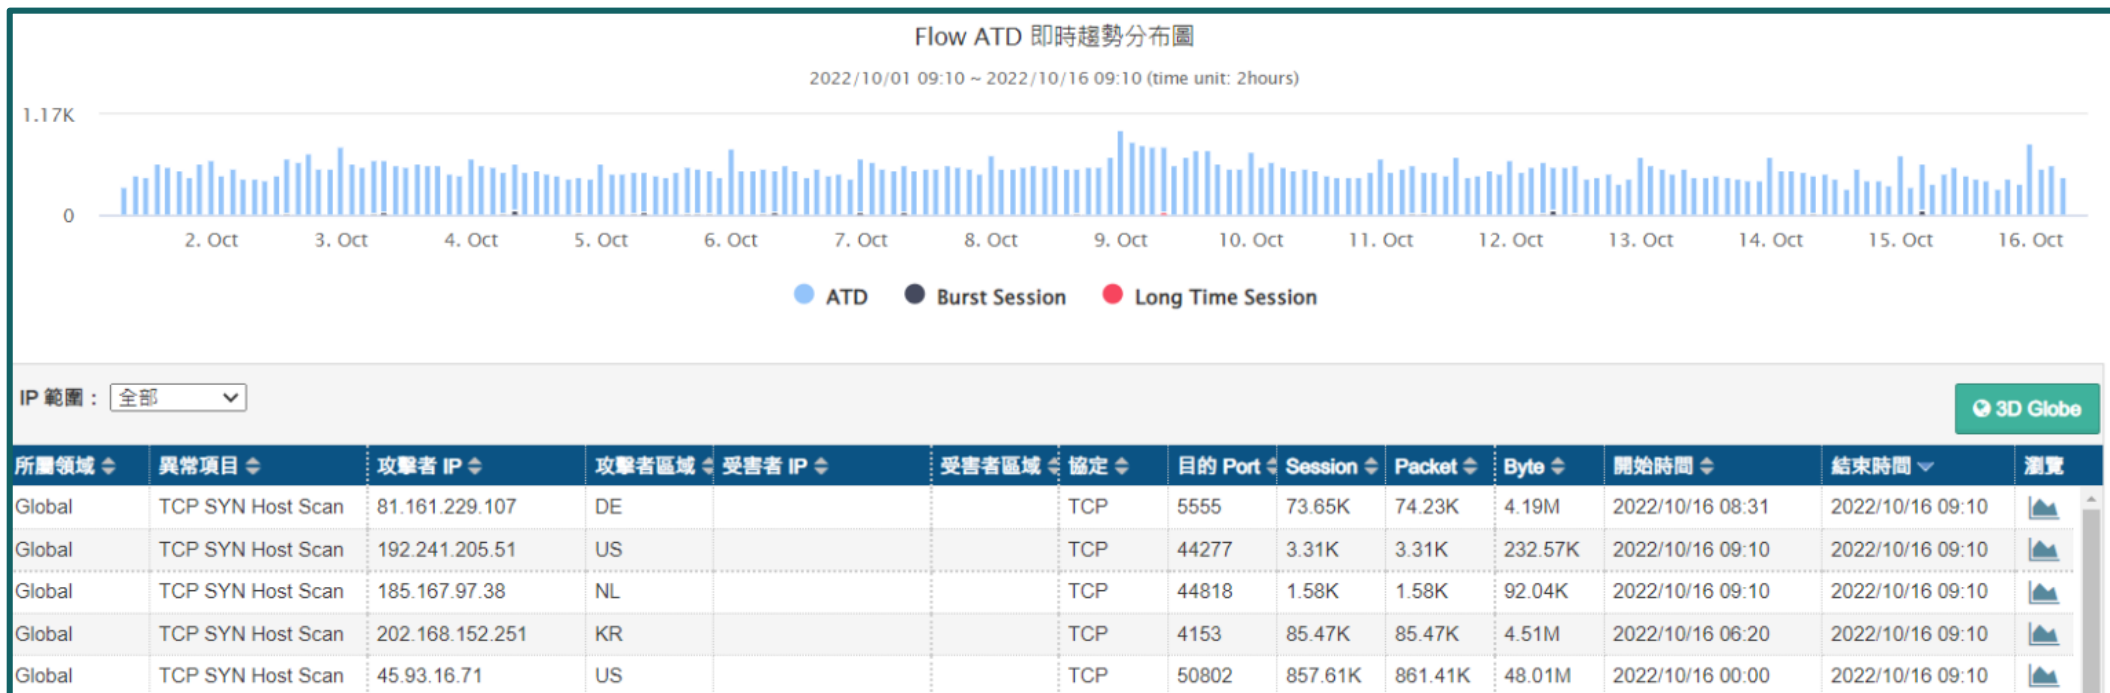 Flow ATD 即時趨勢分布圖
2022/10/01 09:10 ~ 2022/10/16 09:10 (time unit: 2hours)
1.17K
0
2. Oct 3. Oct 4. Oct 5. Oct 6. Oct 7. Oct 8. Oct 9. Oct 10. Oct 11. Oct 12. Oct 13. Oct 14. Oct 15. Oct 16. Oct
ATD Burst Session Long Time Session
IP 範圍： 全部
3D Globe
所屬領域 異常項目 攻擊者 IP 攻擊者區域 受害者 IP 受害者區域 協定 目的 Port Session Packet Byte 開始時間 結束時間 瀏覽
Global TCP SYN Host Scan 81.161.229.107 DE TCP 5555 73.65K 74.23K 4.19M 2022/10/16 08:31 2022/10/16 09:10
Global TCP SYN Host Scan 192.241.205.51 US TCP 44277 3.31K 3.31K 232.57K 2022/10/16 09:10 2022/10/16 09:10
Global TCP SYN Host Scan 185.167.97.38 NL TCP 44818 1.58K 1.58K 92.04K 2022/10/16 09:10 2022/10/16 09:10
Global TCP SYN Host Scan 202.168.152.251 KR TCP 4153 85.47K 85.47K 4.51M 2022/10/16 06:20 2022/10/16 09:10
Global TCP SYN Host Scan 45.93.16.71 US TCP 50802 857.61K 861.41K 48.01M 2022/10/16 00:00 2022/10/16 09:10